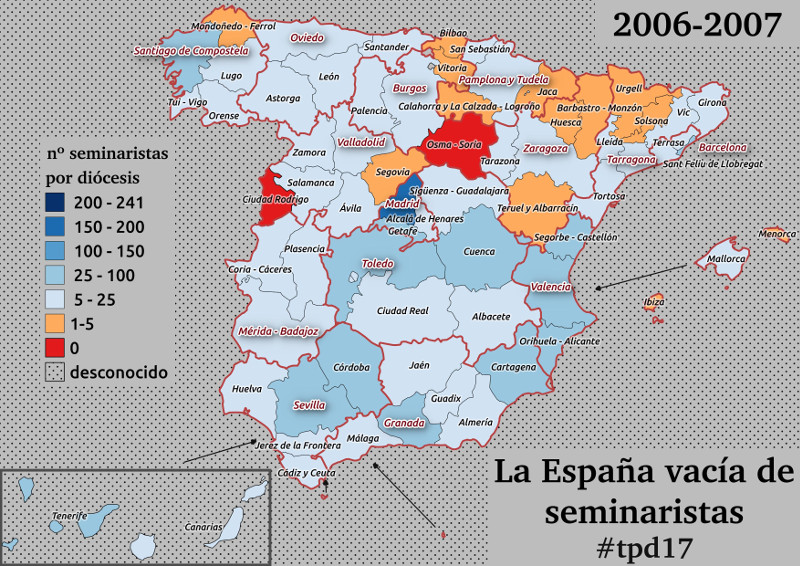 2006-2007
Mondoñedo - Ferrol
Bilbao
Oviedo
Santander
San Sebastián
Santiago de Compostela
Vitoria
Pamplona y Tudela
Lugo
León
Burgos
Jaca
Urgell
Girona
Tui - Vigo
Astorga
Palencia
Calahorra y La Calzada - Logroño
Barbastro - Monzón
Vic
Orense
Huesca
Solsona
Valladolid
Osma - Soria
Lleida
Terrasa
Barcelona
Zamora
Tarazona
Zaragoza
Tarragona
Sant Feliu de Llobregat
Segovia
Salamanca
Sigüenza - Guadalajara
Ciudad Rodrigo
Ávila
Madrid
Teruel y Albarracín
Tortosa
Alcalá de Henares
Getafe
Segorbe - Castellón
Menorca
Plasencia
Cuenca
Mallorca
Coria - Cáceres
Toledo
Valencia
Ibiza
Ciudad Real
Albacete
Mérida - Badajoz
Orihuela - Alicante
Jaén
Córdoba
Cartagena
Huelva
Guadix
Sevilla
Granada
Almería
Jerez de la Frontera
Málaga
Cádiz y Ceuta
Tenerife
Canarias
nº seminaristas
por diócesis
200 - 241
150 - 200
100 - 150
25 - 100
5 - 25
1-5
0
desconocido
La España vacía de
seminaristas
#tpd17